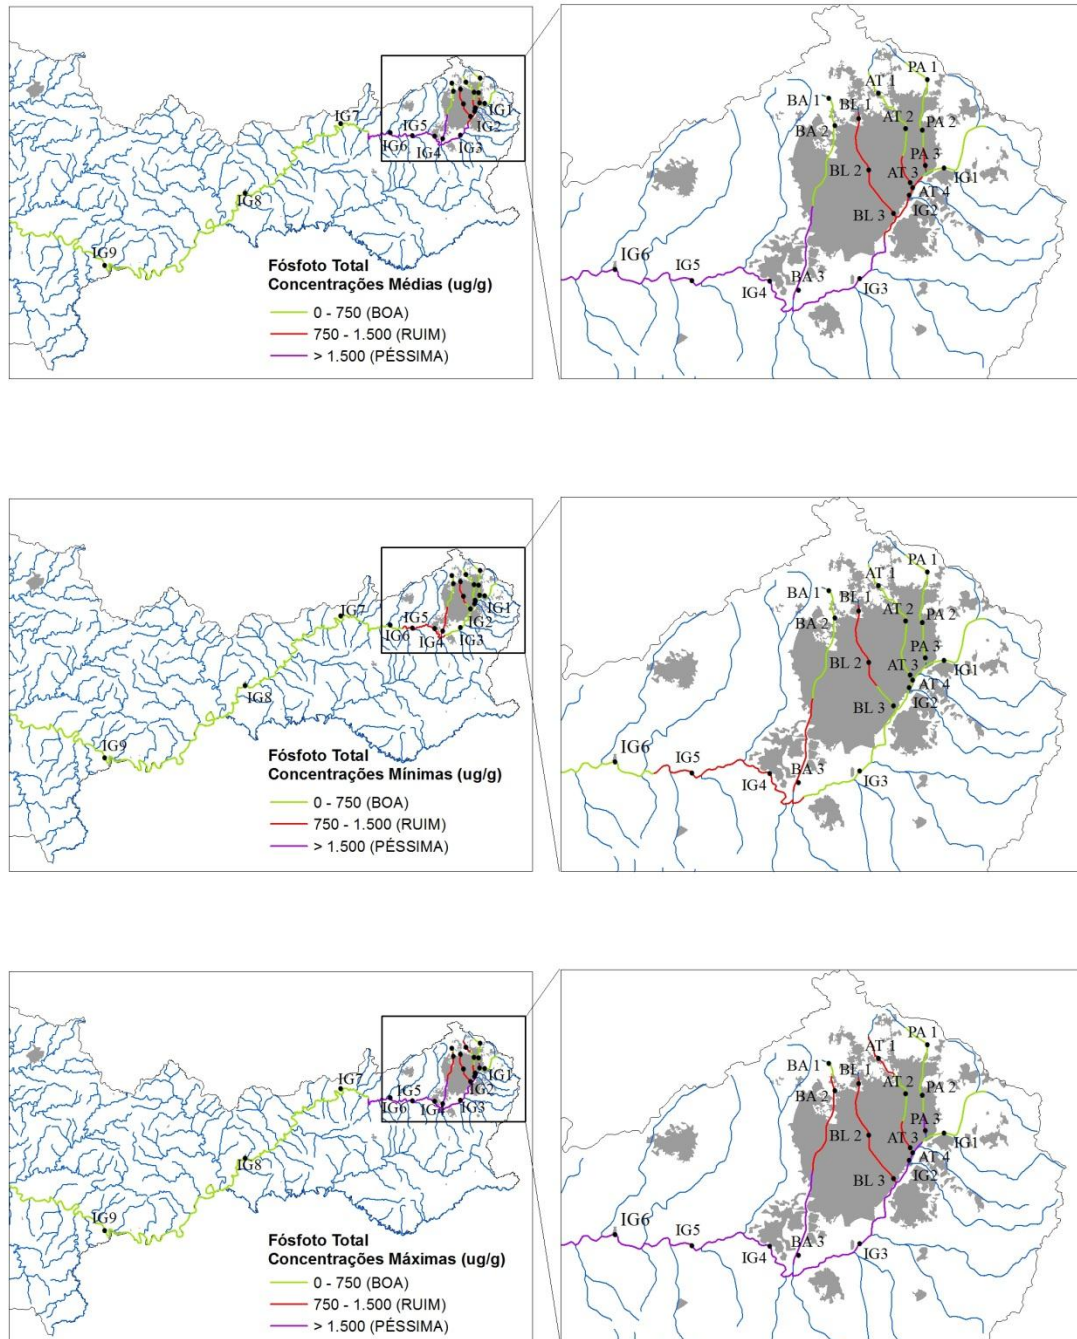 IG7
IG1
IG5
IG2
IG6
IG4
IG3
IG8
IG9
Fósfoto Total
Concentrações Médias (ug/g)
0 - 750 (BOA)
750 - 1.500 (RUIM)
> 1.500 (PÉSSIMA)
PA 1
AT 1
BA 1
BL 1
AT 2
BA 2
PA 2
PA 3
BL 2
AT 3
IG1
AT 4
IG2
BL 3
IG6
IG5
BA 3
IG4
IG3
IG7
IG1
IG5
IG2
IG6
IG4
IG3
IG8
IG9
Fósfoto Total
Concentrações Mínimas (ug/g)
0 - 750 (BOA)
750 - 1.500 (RUIM)
> 1.500 (PÉSSIMA)
PA 1
AT 1
BA 1
BL 1
AT 2
BA 2
PA 2
PA 3
BL 2
AT 3
IG1
AT 4
IG2
BL 3
IG6
IG5
BA 3
IG4
IG3
IG7
IG1
IG5
IG2
IG6
IG4
IG3
IG8
IG9
Fósfoto Total
Concentrações Máximas (ug/g)
0 - 750 (BOA)
750 - 1.500 (RUIM)
> 1.500 (PÉSSIMA)
PA 1
AT 1
BA 1
BL 1
AT 2
BA 2
PA 2
PA 3
BL 2
AT 3
IG1
AT 4
IG2
BL 3
IG6
IG5
BA 3
IG4
IG3